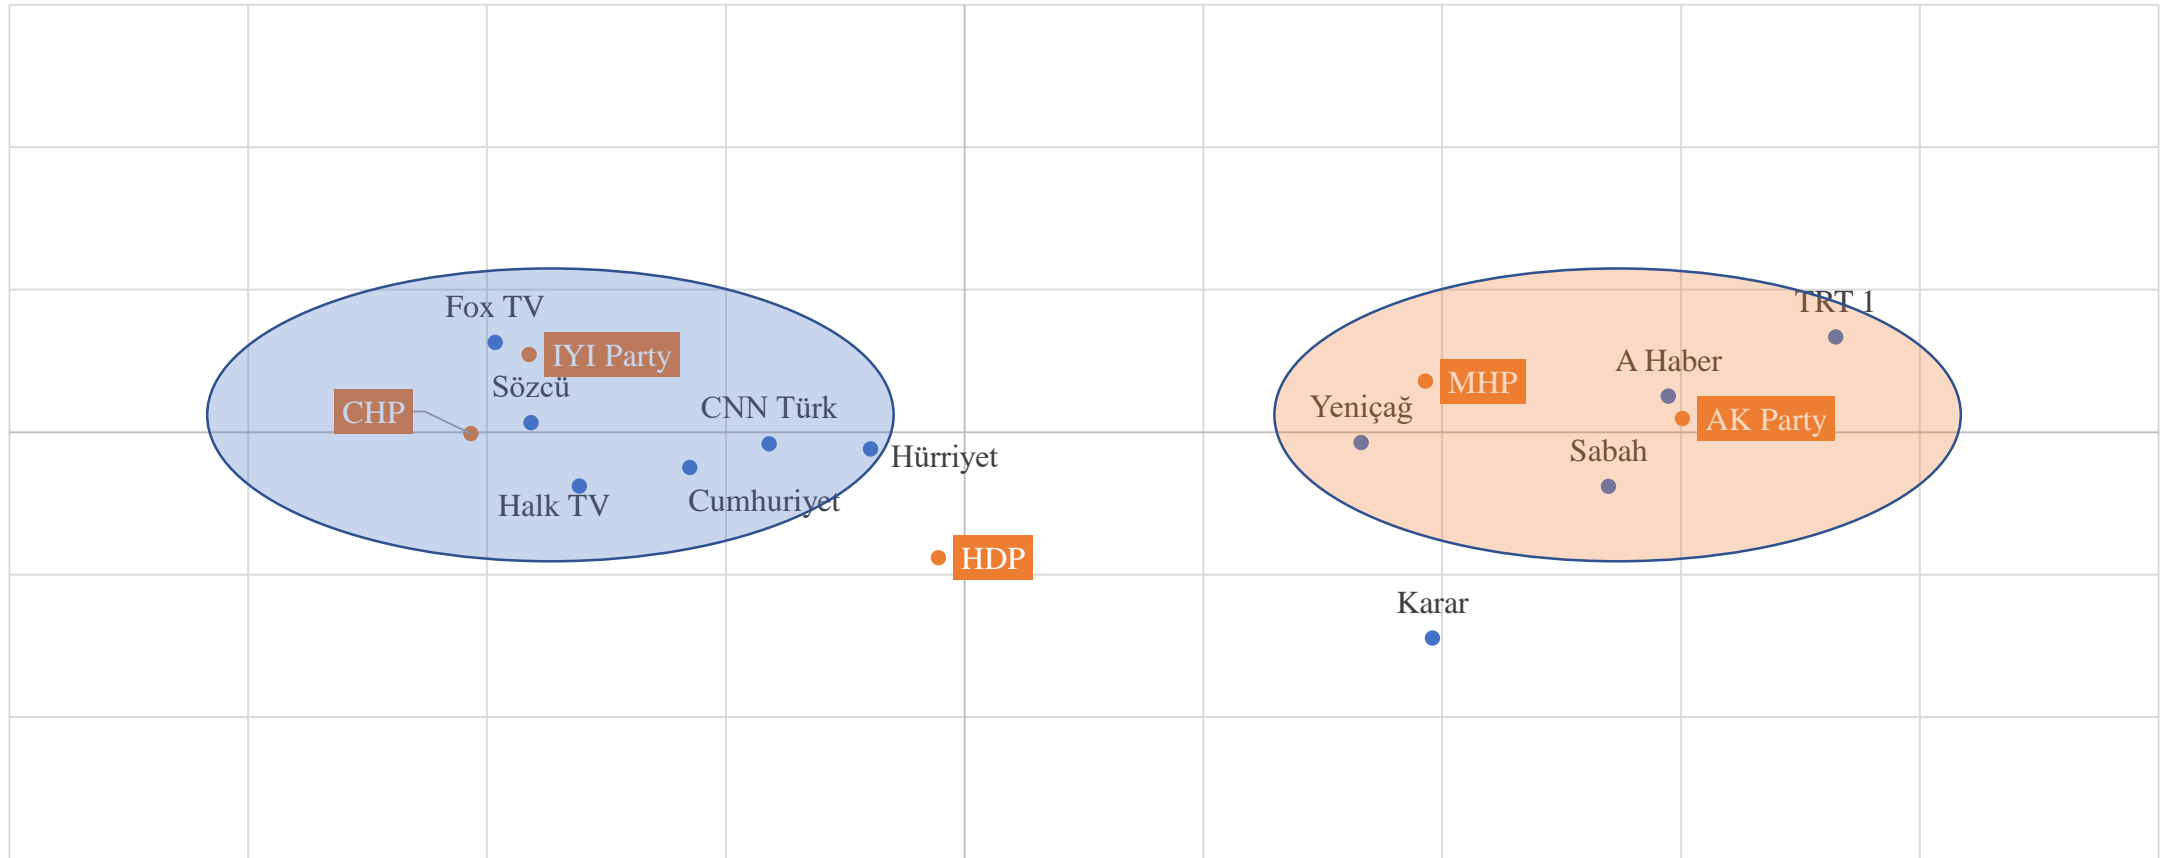 Fox TV
IYI Party
Sözcü
CHP
CNN Türk
Hürriyet
Cumhuriyet
Halk TV
HDP
TRT 1
A Haber
MHP
Yeniçağ
AK Party
Sabah
Karar